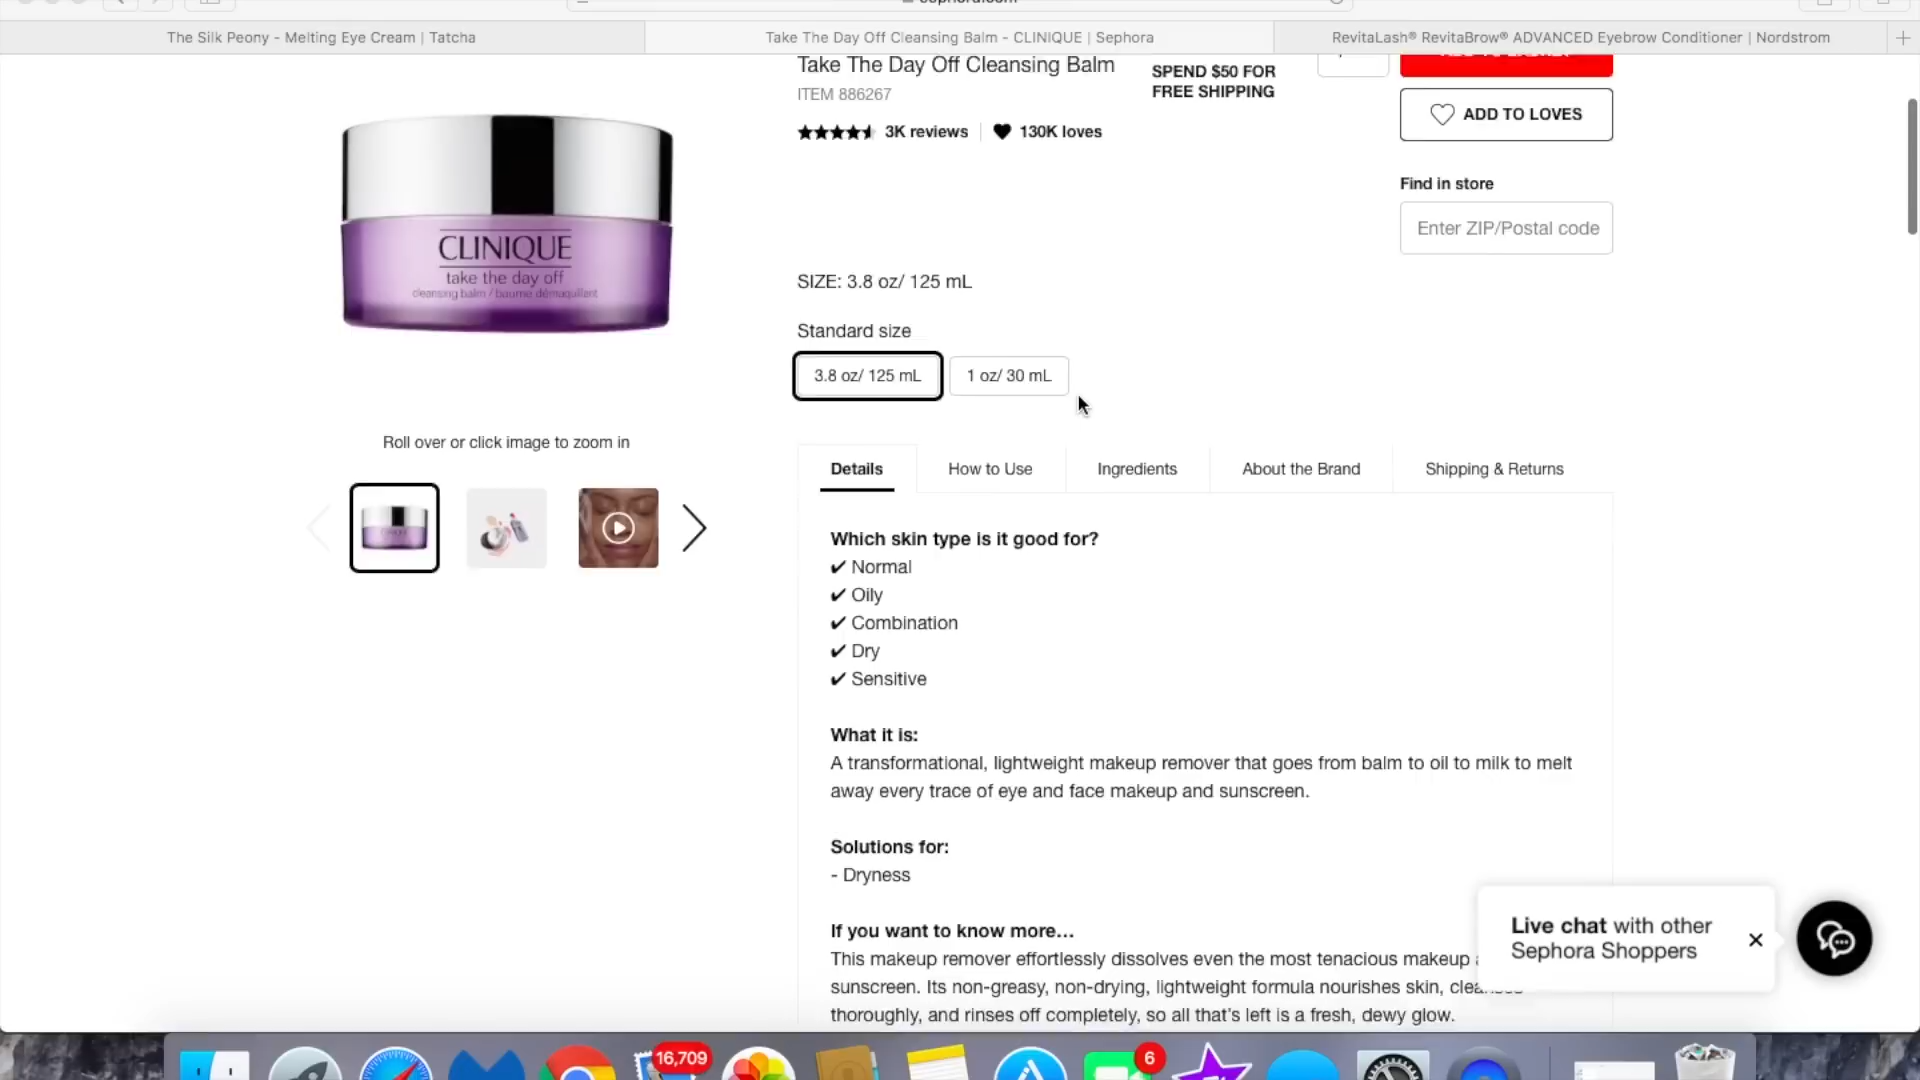 The Silk Peony - Melting Eye Cream | Tatcha
Take The Day Off Cleansing Balm - CLINIQUE | Sephora
RevitaLash® RevitaBrow® ADVANCED Eyebrow Conditioner | Nordstrom
Take The Day Off Cleansing Balm
ITEM 886267
3K reviews
130K loves
SPEND $50 FOR
FREE SHIPPING
ADD TO LOVES
Find in store
Enter ZIP/Postal code
CLINIQUE
take the day off
cleansing balm / baume démaquillant
Roll over or click image to zoom in
SIZE: 3.8 oz/ 125 mL
Standard size
3.8 oz/ 125 mL
1 oz/ 30 mL
Details
How to Use
Ingredients
About the Brand
Shipping & Returns
Which skin type is it good for?
✔ Normal
✔ Oily
✔ Combination
✔ Dry
✔ Sensitive
What it is:
A transformational, lightweight makeup remover that goes from balm to oil to milk to melt
away every trace of eye and face makeup and sunscreen.
Solutions for:
- Dryness
If you want to know more…
This makeup remover effortlessly dissolves even the most tenacious makeup
sunscreen. Its non-greasy, non-drying, lightweight formula nourishes skin,
thoroughly, and rinses off completely, so all that's left is a fresh, dewy glow.
Live chat with other
Sephora Shoppers
16,709
6